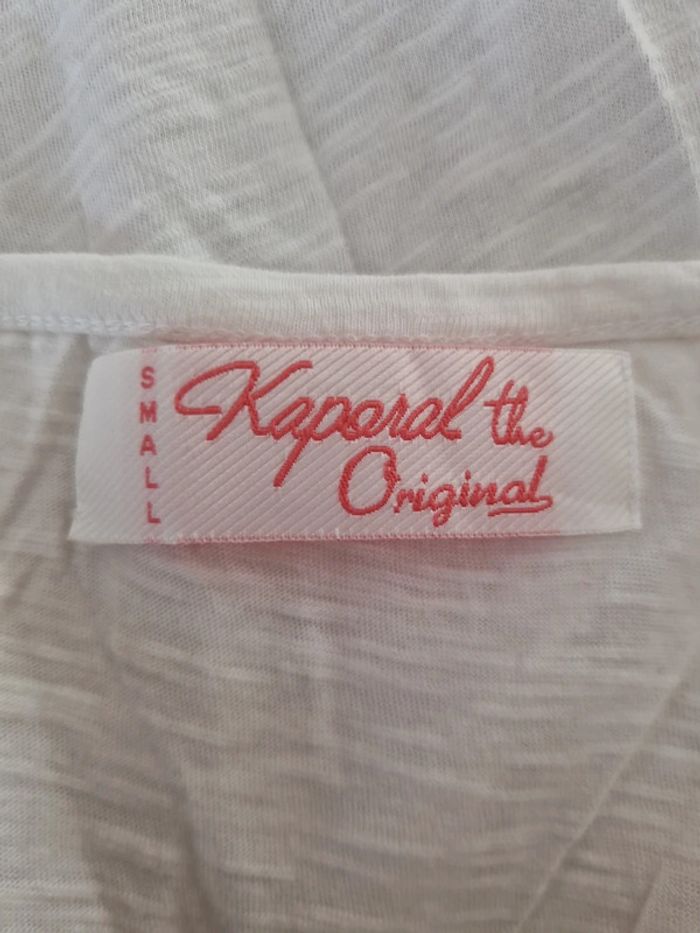 SMALL
Kaporal the
Original